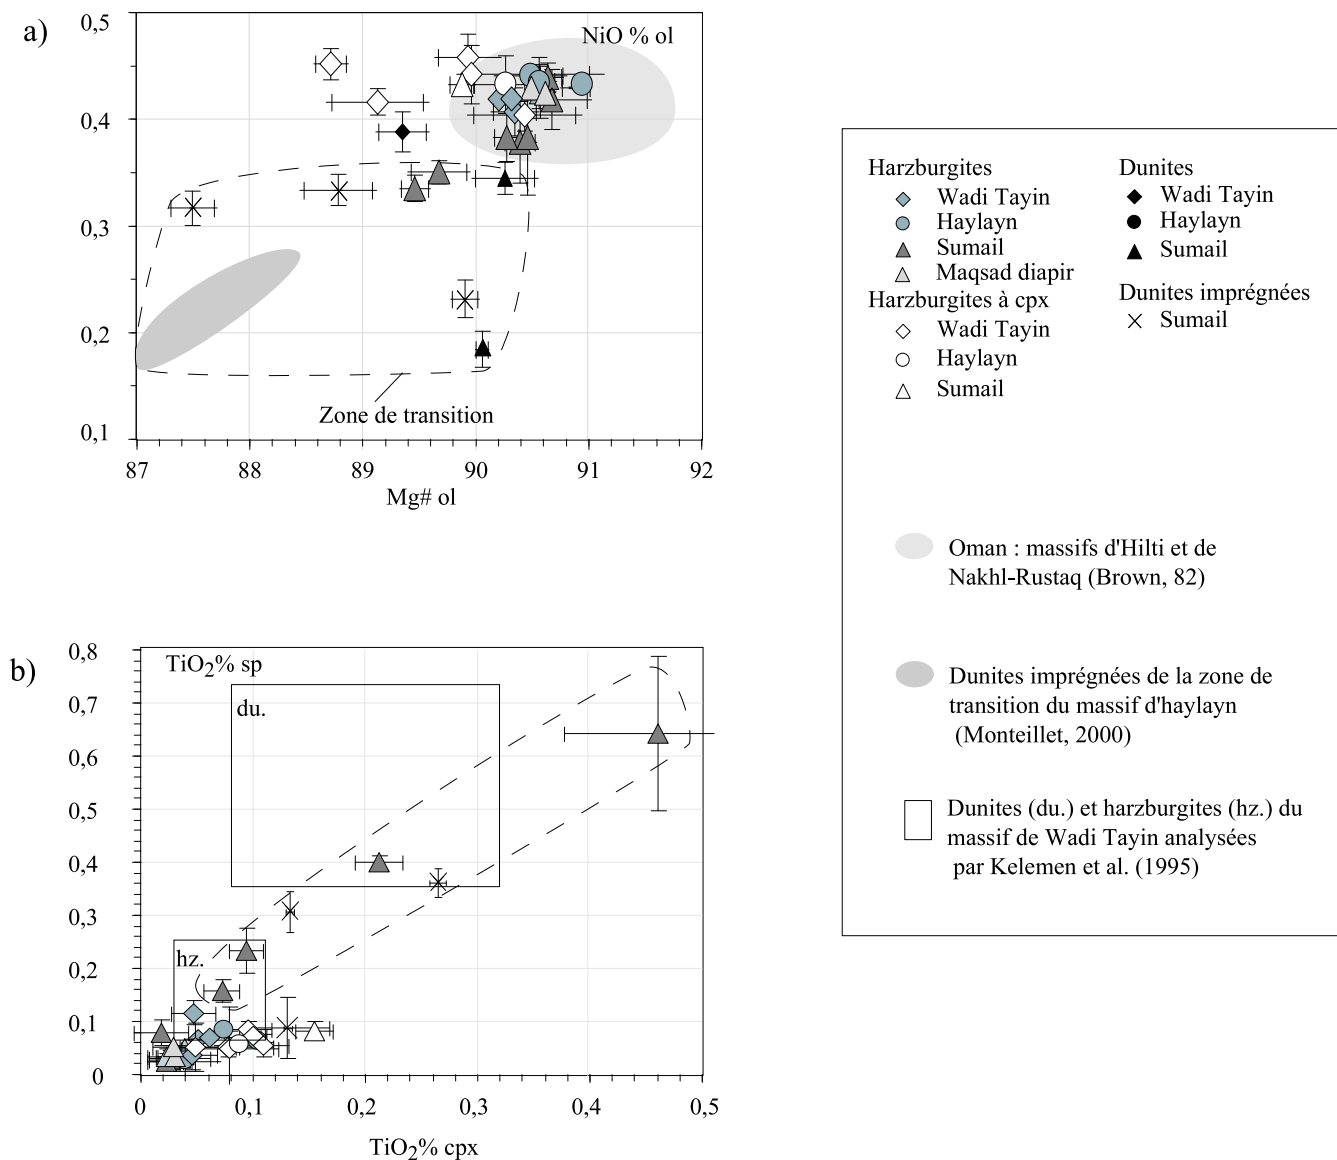 a)
NiO % ol
0,5
0,4
0,3
0,2
0,1
Zone de transition
87
88
89
90
91
92
Mg# ol
b)
TiO2% sp
du.
hz.
0,8
0,7
0,6
0,5
0,4
0,3
0,2
0,1
0
0
0,1
0,2
0,3
0,4
0,5
TiO2% cpx
Harzburgites
Wadi Tayin
Haylayn
Sumail
Maqsad diapir
Harzburgites à cpx
Wadi Tayin
Haylayn
Sumail
Dunites
Wadi Tayin
Haylayn
Sumail
Dunites imprégnées
Sumail
Oman : massifs d'Hilti et de
Nakhl-Rustaq (Brown, 82)
Dunites imprégnées de la zone de
transition du massif d'haylayn
(Monteillet, 2000)
Dunites (du.) et harzburgites (hz.) du
massif de Wadi Tayin analysées
par Kelemen et al. (1995)